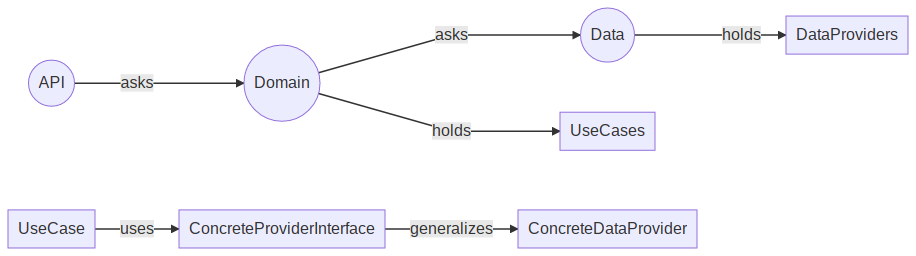 asks
Data
holds
DataProviders
API
asks
Domain
holds
UseCases
UseCase
uses
ConcreteProviderInterface
generalizes
ConcreteDataProvider